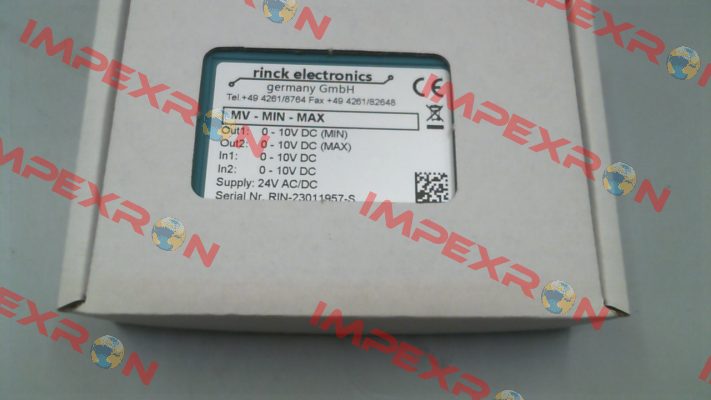 rinck electronics
germany GmbH
Tel.+49 4261/8764 Fax +49 4261/82648
MV - MIN - MAX
Out1: 0 - 10V DC (MIN)
Out2: 0 - 10V DC (MAX)
In1: 0 - 10V DC
In2: 0 - 10V DC
Supply: 24V AC/DC
Serial Nr. RIN-23011957-S
CE
IMPEXRON
IMPEXRON
IMPEXRON
IMPEXRON
IMPEXRON
IMPEXRON